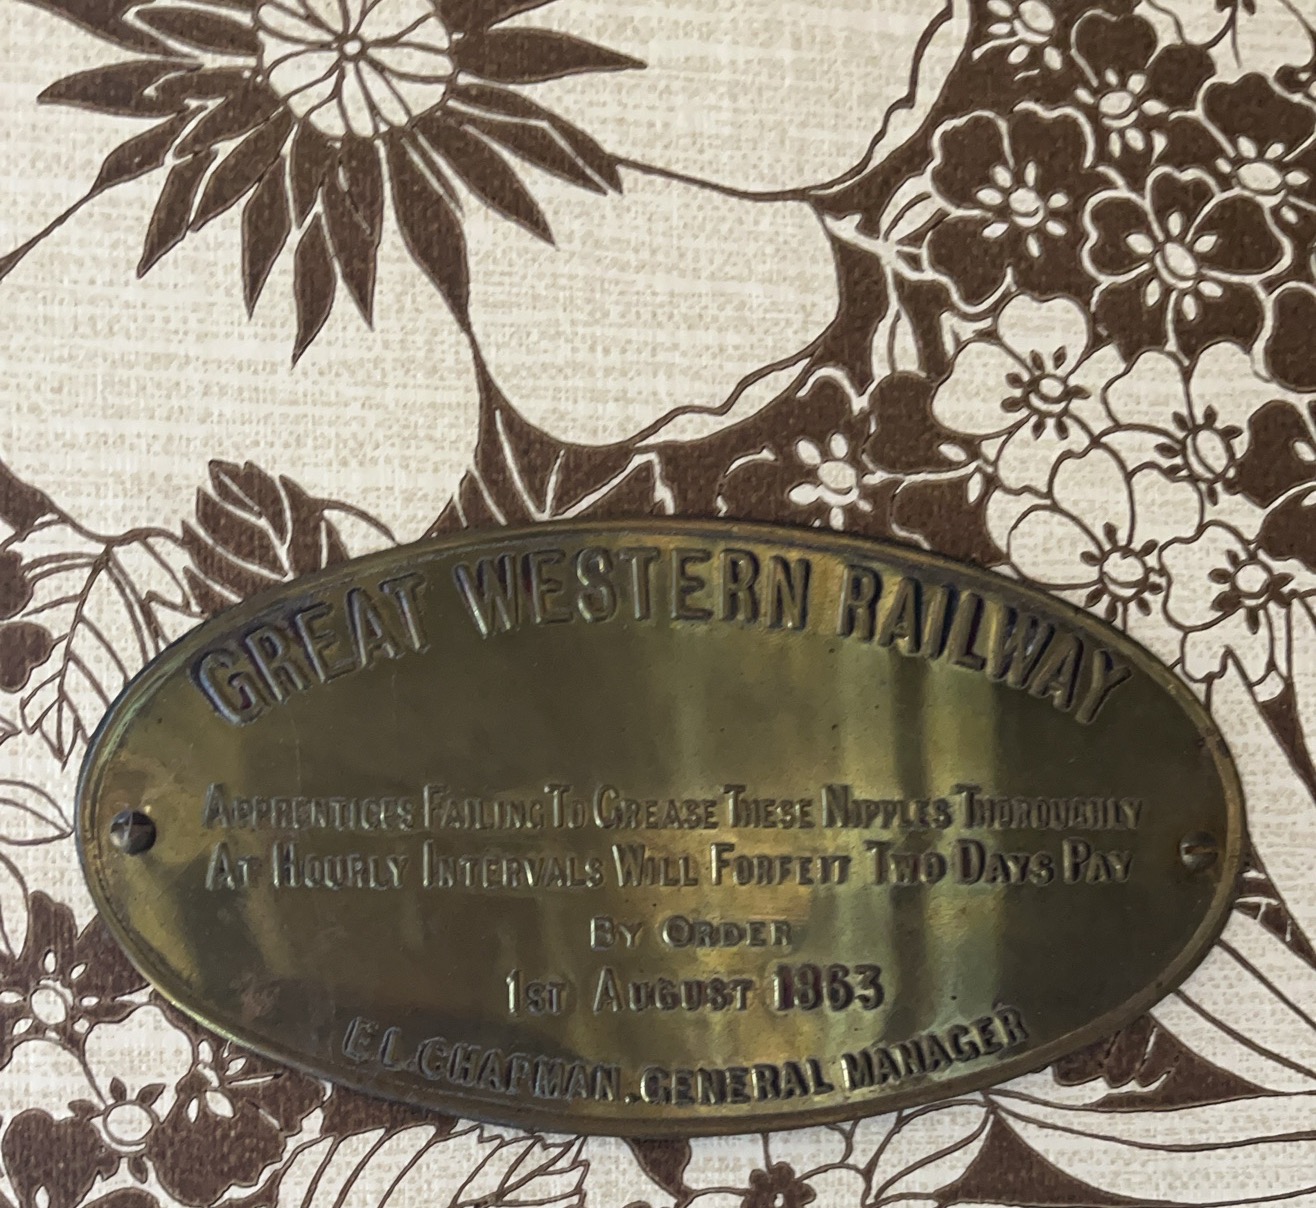 GREAT WESTERN RAILWAY
APPRENTICES FAILING TO GREASE THESE NIPPLES THOROUGHLY
AT HOURLY INTERVALS WILL FORFEIT TWO DAYS PAY
BY ORDER
1ST AUGUST 1863
E L CHAPMAN. GENERAL MANAGER